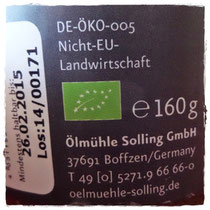 DE-ÖKO-005
Nicht-EU-
Landwirtschaft
Mindestens haltbar bis:
26.02.2015
Los:14/00171
e 160g
Ölmühle Solling GmbH
37691 Boffzen/Germany
T 49 [0] 5271.9 66 66-0
oelmuehle-solling.de